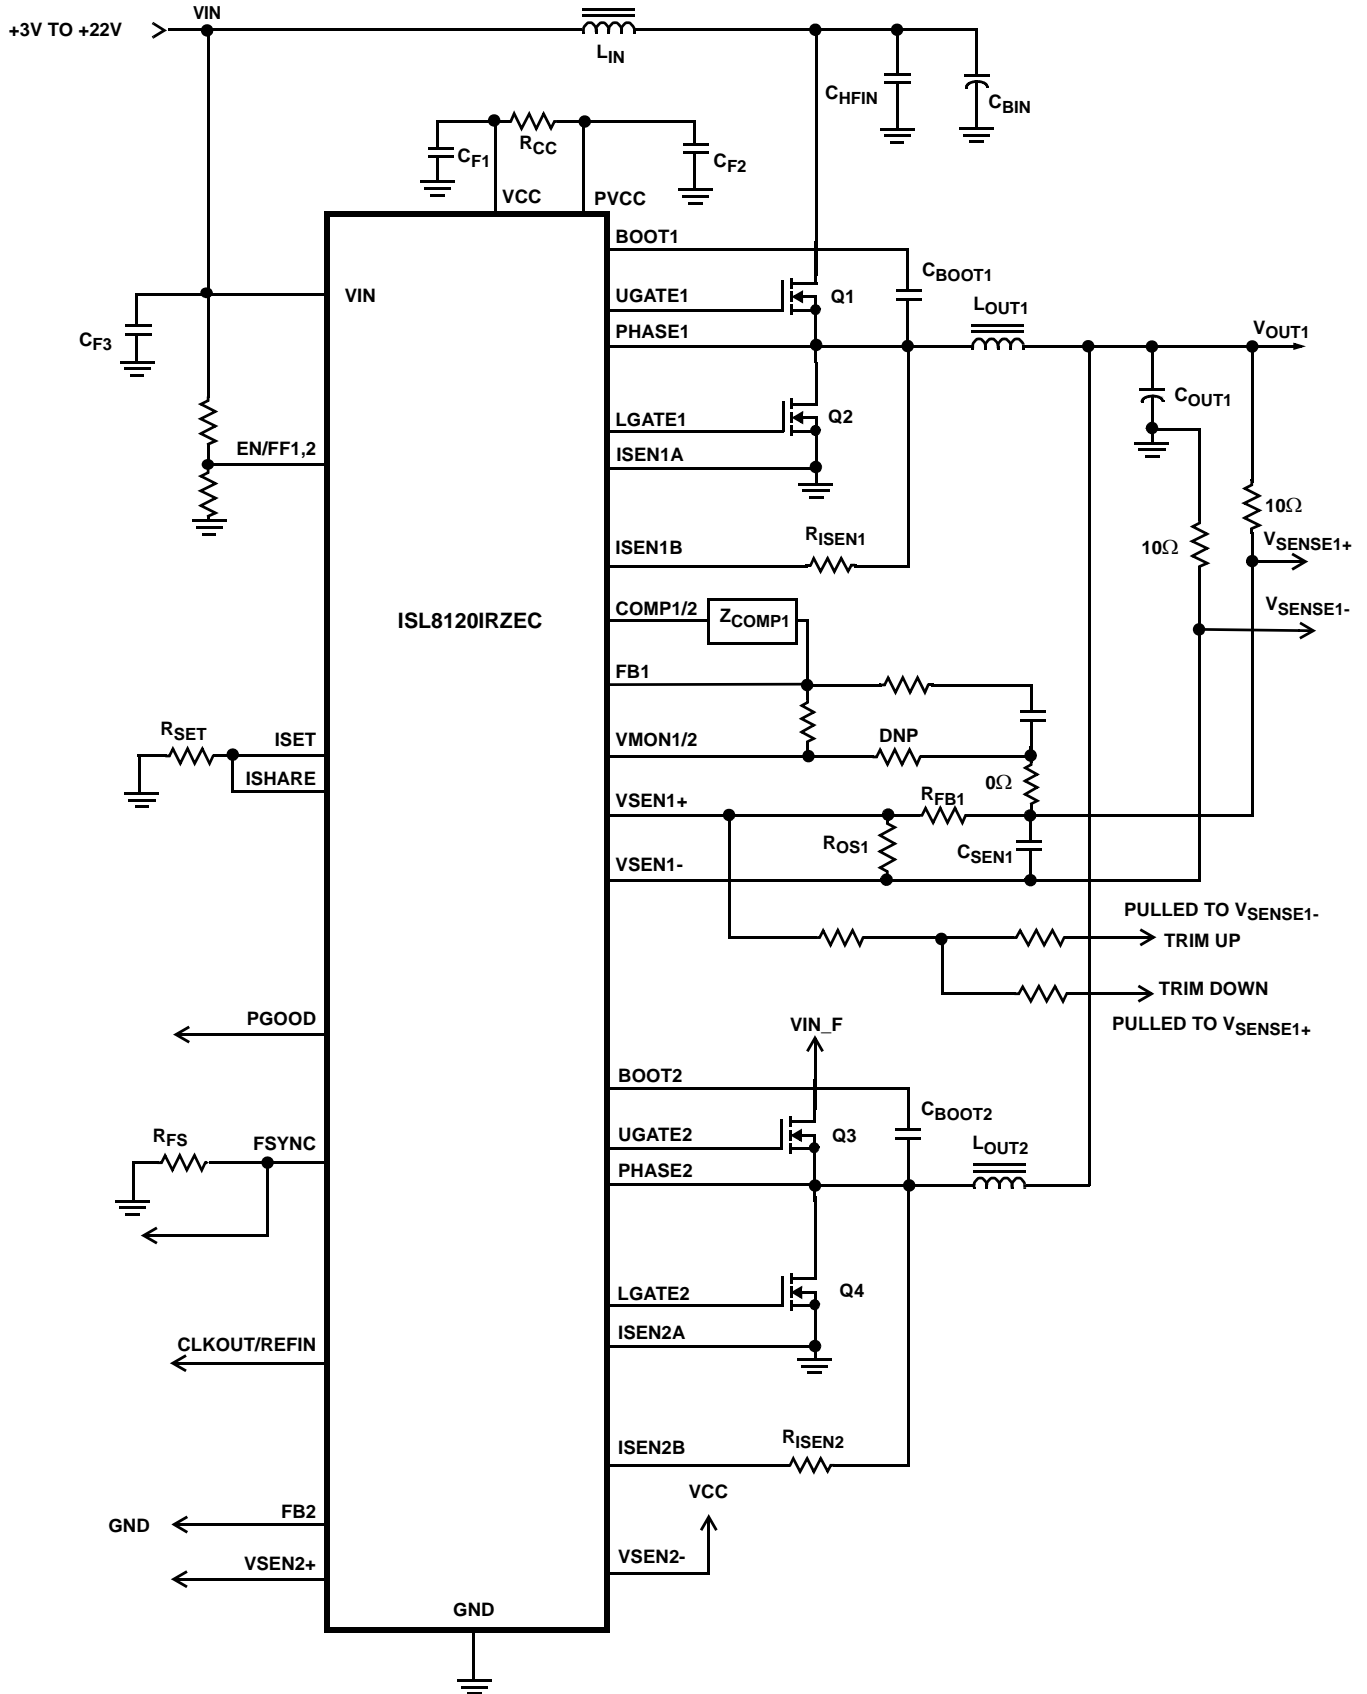 VIN
+3V TO +22V
LIN
CHFIN
CBIN
RCC
CF1
CF2
VCC
PVCC
BOOT1
CBOOT1
VIN
UGATE1
Q1
LOUT1
PHASE1
VOUT1
CF3
COUT1
LGATE1
Q2
EN/FF1,2
ISEN1A
10Ω
RISEN1
VSENSE1+
ISEN1B
10Ω
COMP1/2
ZCOMP1
VSENSE1-
ISL8120IRZEC
FB1
RSET
ISET
VMON1/2
DNP
ISHARE
0Ω
VSEN1+
RFB1
ROS1
CSEN1
VSEN1-
PULLED TO VSENSE1-
TRIM UP
TRIM DOWN
PGOOD
VIN_F
PULLED TO VSENSE1+
BOOT2
CBOOT2
RFS
FSYNC
UGATE2
Q3
LOUT2
PHASE2
LGATE2
Q4
CLKOUT/REFIN
ISEN2A
ISEN2B
RISEN2
VCC
FB2
GND
VSEN2+
VSEN2-
GND